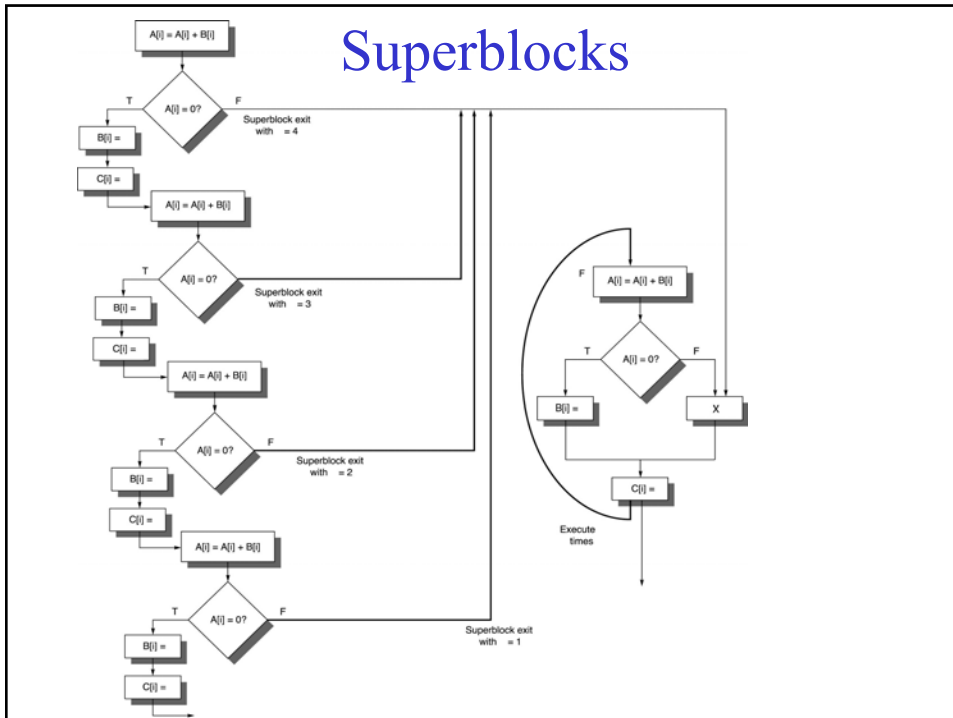 Superblocks
A[i] = A[i] + B[i]
T
A[i] = 0?
F
Superblock exit
with = 4
B[i] =
C[i] =
A[i] = A[i] + B[i]
T
A[i] = 0?
Superblock exit
with = 3
B[i] =
C[i] =
A[i] = A[i] + B[i]
T
A[i] = 0?
F
Superblock exit
with = 2
B[i] =
C[i] =
A[i] = A[i] + B[i]
T
A[i] = 0?
F
Superblock exit
with = 1
B[i] =
C[i] =
F
A[i] = A[i] + B[i]
T
A[i] = 0?
F
B[i] =
X
C[i] =
Execute
times